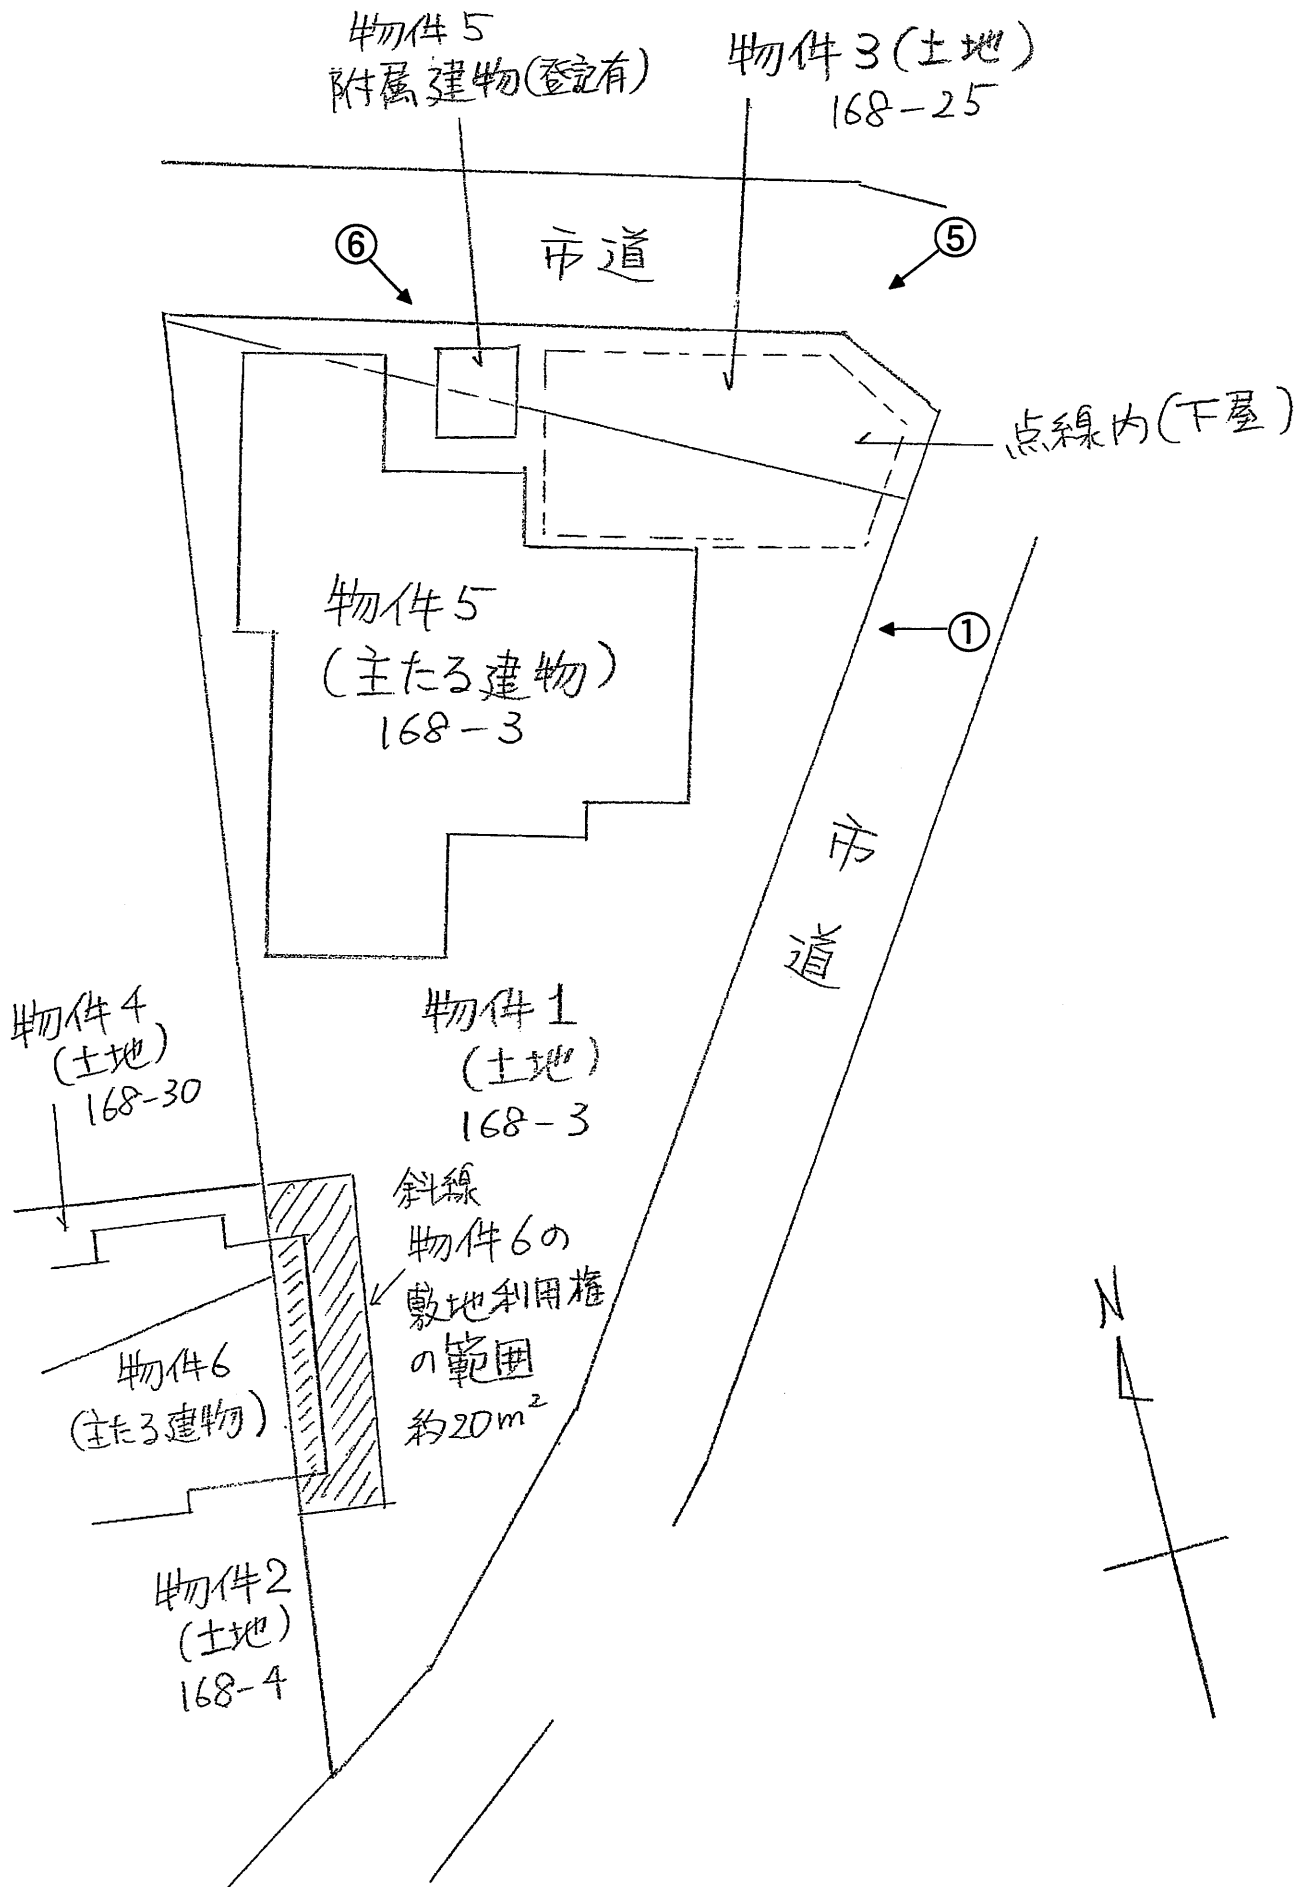 物件5
附属建物(登記有)
物件3(土地)
168-25
⑥
市道
⑤
点線内(下屋)
物件5
(主たる建物)
168-3
①
市道
物件4
(土地)
168-30
物件1
(土地)
168-3
斜線
物件6の
敷地利用権
の範囲
約20m²
物件6
(主たる建物)
物件2
(土地)
168-4
N